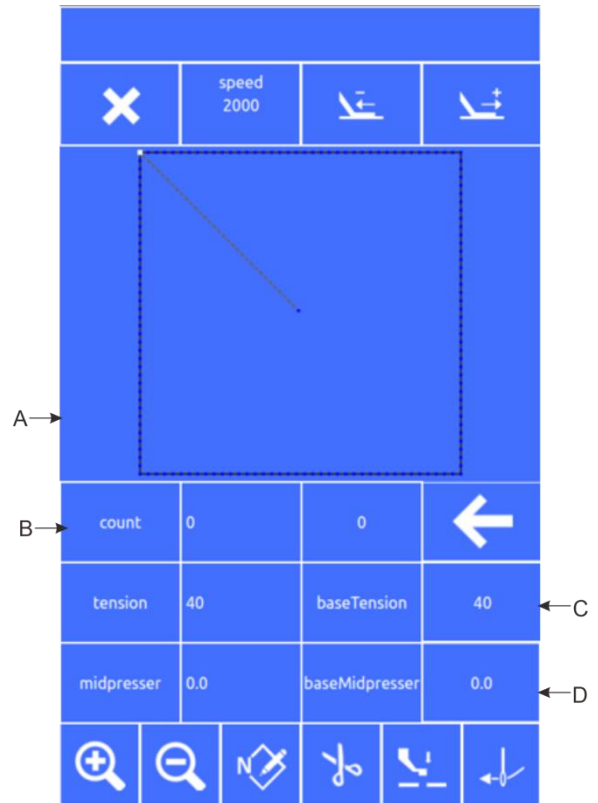 speed
2000
A
B
count 0 0
tension 40 baseTension 40
C
midpresser 0.0 baseMidpresser 0.0
D
N